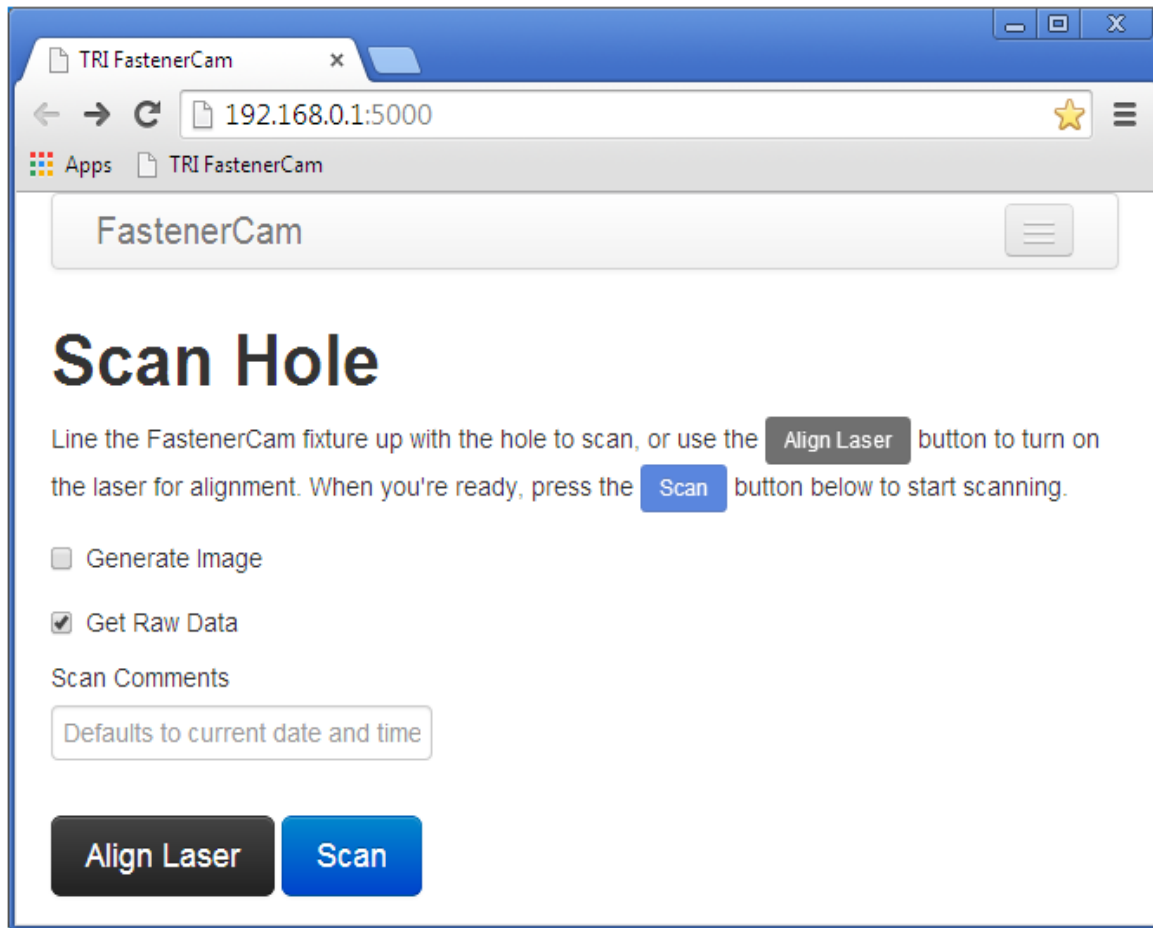 TRI FastenerCam
192.168.0.1:5000
Apps TRI FastenerCam
FastenerCam
Scan Hole
Line the FastenerCam fixture up with the hole to scan, or use the Align Laser button to turn on
the laser for alignment. When you're ready, press the Scan button below to start scanning.
Generate Image
Get Raw Data
Scan Comments
Defaults to current date and time
Align Laser Scan